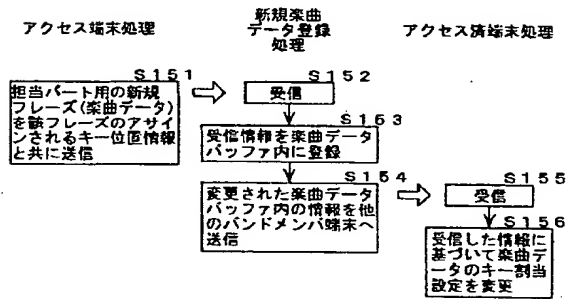 アクセス端末処理
新規楽曲
データ登録
処理
アクセス済端末処理
S151
担当パート用の新規
フレーズ(楽曲データ)
を該フレーズのアサイ
ンされるキー位置情報
と共に送信
S152
受信
S153
受信情報を楽曲データ
バッファ内に登録
S154
変更された楽曲データ
バッファ内の情報を他
のバンドメンバ端末へ
送信
S155
受信
S156
受信した情報に
基づいて楽曲デ
ータのキー割当
設定を変更